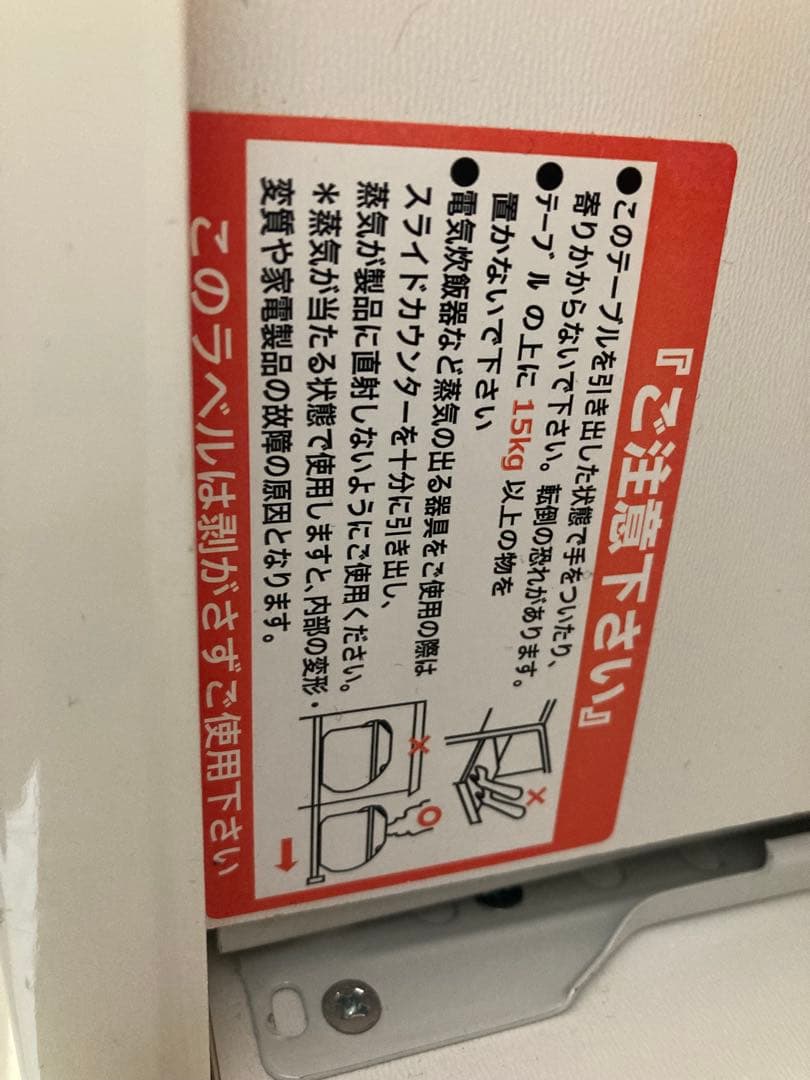 『ご注意下さい』
●このテーブルを引き出した状態で手をついたり、
寄りかからないで下さい。転倒の恐れがあります。
●テーブルの上に 15kg 以上の物を
置かないで下さい
●電気炊飯器など蒸気の出る器具をご使用の際は
スライドカウンターを十分に引き出し、
蒸気が製品に直射しないようにご使用ください。
＊蒸気が当たる状態で使用しますと、内部の変形・
変質や家電製品の故障の原因となります。
このラベルは剥がさずご使用下さい